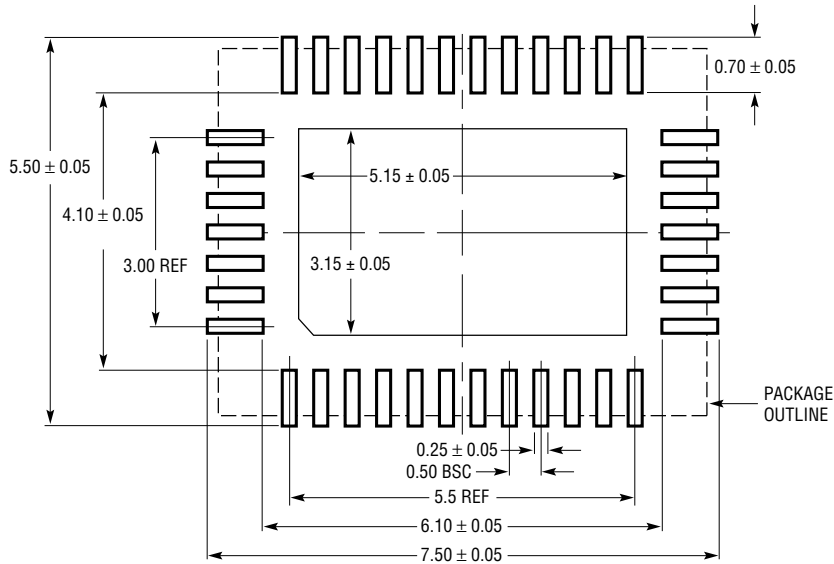 0.70 ± 0.05
5.50 ± 0.05
5.15 ± 0.05
4.10 ± 0.05
3.00 REF
3.15 ± 0.05
PACKAGE
OUTLINE
0.25 ± 0.05
0.50 BSC
5.5 REF
6.10 ± 0.05
7.50 ± 0.05